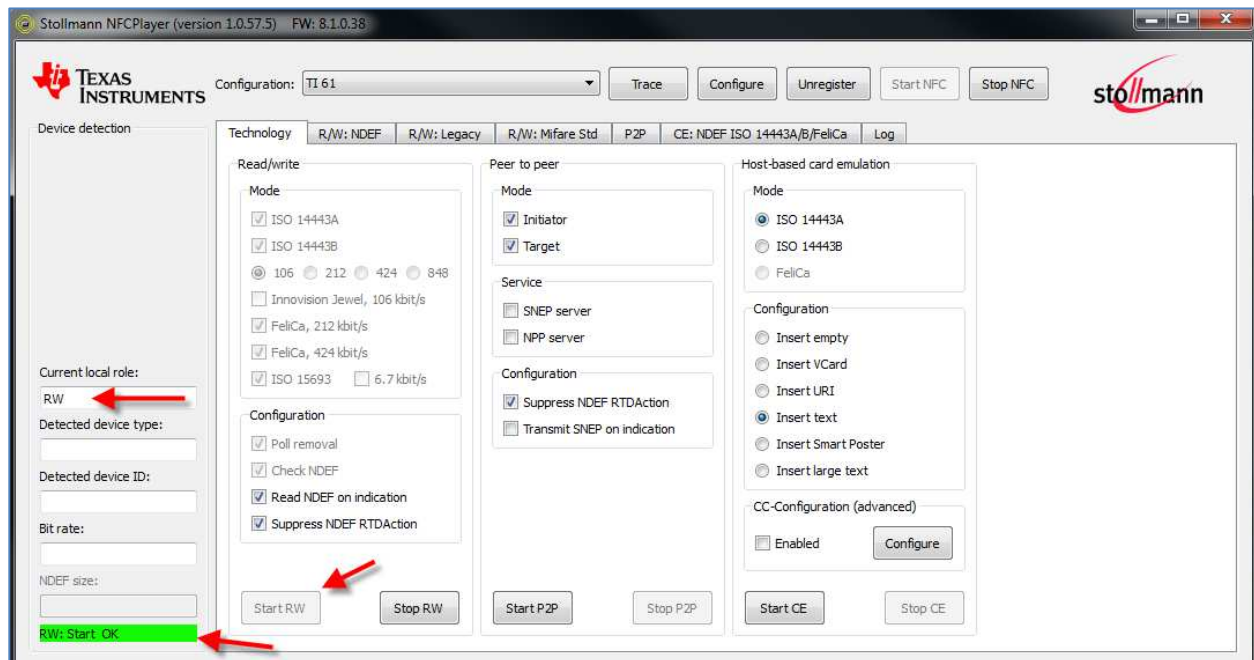 Stollmann NFCPlayer (version 1.0.57.5) FW: 8.1.0.38
TEXAS
INSTRUMENTS
Configuration: TI 61
Trace
Configure
Unregister
Start NFC
Stop NFC
stollmann
Device detection
Current local role:
RW
Detected device type:
Detected device ID:
Bit rate:
NDEF size:
RW: Start OK
Technology
R/W: NDEF
R/W: Legacy
R/W: Mifare Std
P2P
CE: NDEF ISO 14443A/B/FeliCa
Log
Read/write
Mode
ISO 14443A
ISO 14443B
106 212 424 848
Innovision Jewel, 106 kbit/s
FeliCa, 212 kbit/s
FeliCa, 424 kbit/s
ISO 15693 6.7 kbit/s
Configuration
Poll removal
Check NDEF
Read NDEF on indication
Suppress NDEF RTDAction
Start RW
Stop RW
Peer to peer
Mode
Initiator
Target
Service
SNEP server
NPP server
Configuration
Suppress NDEF RTDAction
Transmit SNEP on indication
Start P2P
Stop P2P
Host-based card emulation
Mode
ISO 14443A
ISO 14443B
FeliCa
Configuration
Insert empty
Insert VCard
Insert URI
Insert text
Insert Smart Poster
Insert large text
CC-Configuration (advanced)
Enabled
Configure
Start CE
Stop CE